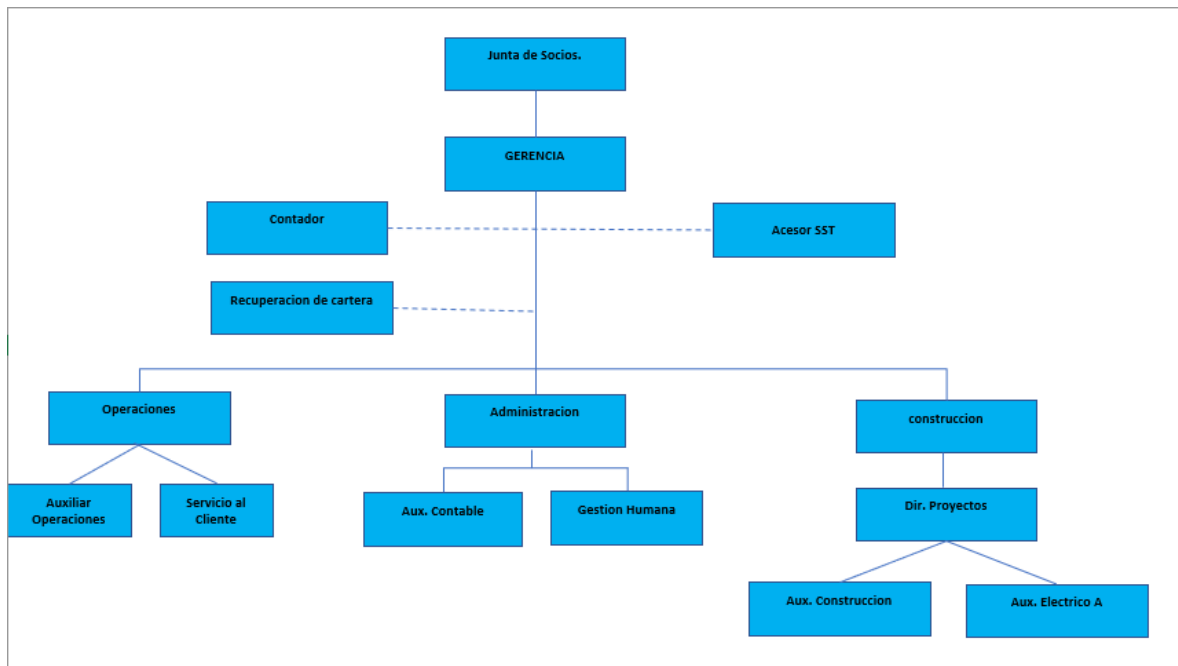 Junta de Socios.
GERENCIA
Contador
Acesor SST
Recuperacion de cartera
Operaciones
Administracion
construccion
Auxiliar
Operaciones
Servicio al
Cliente
Aux. Contable
Gestion Humana
Dir. Proyectos
Aux. Construccion
Aux. Electrico A